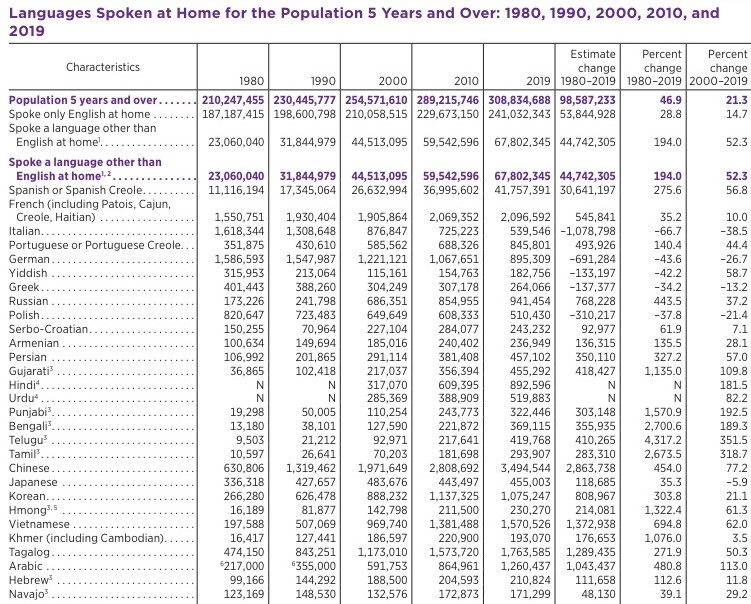 Languages Spoken at Home for the Population 5 Years and Over: 1980, 1990, 2000, 2010, and
2019
Characteristics 1980 1990 2000 2010 2019 Estimate change 1980–2019 Percent change 1980–2019 Percent change 2000–2019
Population 5 years and over....... 210,247,455 230,445,777 254,571,610 289,215,746 308,834,688 98,587,233 46.9 21.3
Spoke only English at home ........ 187,187,415 198,600,798 210,058,515 229,673,150 241,032,343 53,844,928 28.8 14.7
Spoke a language other than
English at home¹. .............. 23,060,040 31,844,979 44,513,095 59,542,596 67,802,345 44,742,305 194.0 52.3
Spoke a language other than
English at home¹,². .............. 23,060,040 31,844,979 44,513,095 59,542,596 67,802,345 44,742,305 194.0 52.3
Spanish or Spanish Creole.......... 11,116,194 17,345,064 26,632,994 36,995,602 41,757,391 30,641,197 275.6 56.8
French (including Patois, Cajun,
Creole, Haitian) ................ 1,550,751 1,930,404 1,905,864 2,069,352 2,096,592 545,841 35.2 10.0
Italian........................... 1,618,344 1,308,648 876,847 725,223 539,546 –1,078,798 –66.7 –38.5
Portuguese or Portuguese Creole... 351,875 430,610 585,562 688,326 845,801 493,926 140.4 44.4
German ......................... 1,586,593 1,547,987 1,221,121 1,067,651 895,309 –691,284 –43.6 –26.7
Yiddish ......................... 315,953 213,064 115,161 154,763 182,756 –133,197 –42.2 58.7
Greek .......................... 401,443 388,260 304,249 307,178 264,066 –137,377 –34.2 –13.2
Russian ......................... 173,226 241,798 686,351 854,955 941,454 768,228 443.5 37.2
Polish .......................... 820,647 723,483 649,649 608,333 510,430 –310,217 –37.8 –21.4
Serbo-Croatian................... 150,255 70,964 227,104 284,077 243,232 92,977 61.9 7.1
Armenian ....................... 100,634 149,694 185,016 240,402 236,949 136,315 135.5 28.1
Persian ......................... 106,992 201,865 291,114 381,408 457,102 350,110 327.2 57.0
Gujarati³ ........................ 36,865 102,418 217,037 356,394 455,292 418,427 1,135.0 109.8
Hindi⁴ .......................... N N 317,070 609,395 892,596 N N 181.5
Urdu⁴ .......................... N N 285,369 388,909 519,883 N N 82.2
Punjabi³......................... 19,298 50,005 110,254 243,773 322,446 303,148 1,570.9 192.5
Bengali³......................... 13,180 38,101 127,590 221,872 369,115 355,935 2,700.6 189.3
Telugu³ ......................... 9,503 21,212 92,971 217,641 419,768 410,265 4,317.2 351.5
Tamil³ .......................... 10,597 26,641 70,203 181,698 293,907 283,310 2,673.5 318.7
Chinese......................... 630,806 1,319,462 1,971,649 2,808,692 3,494,544 2,863,738 454.0 77.2
Japanese ....................... 336,318 427,657 483,676 443,497 455,003 118,685 35.3 –5.9
Korean.......................... 266,280 626,478 888,232 1,137,325 1,075,247 808,967 303.8 21.1
Hmong³,⁵ ....................... 16,189 81,877 142,798 211,500 230,270 214,081 1,322.4 61.3
Vietnamese ..................... 197,588 507,069 969,740 1,381,488 1,570,526 1,372,938 694.8 62.0
Khmer (including Cambodian)...... 16,417 127,441 186,597 220,900 193,070 176,653 1,076.0 3.5
Tagalog ......................... 474,150 843,251 1,173,010 1,573,720 1,763,585 1,289,435 271.9 50.3
Arabic .......................... ⁶217,000 ⁶355,000 591,753 864,961 1,260,437 1,043,437 480.8 113.0
Hebrew³ ........................ 99,166 144,292 188,500 204,593 210,824 111,658 112.6 11.8
Navajo³ ......................... 123,169 148,530 132,576 172,873 171,299 48,130 39.1 29.2